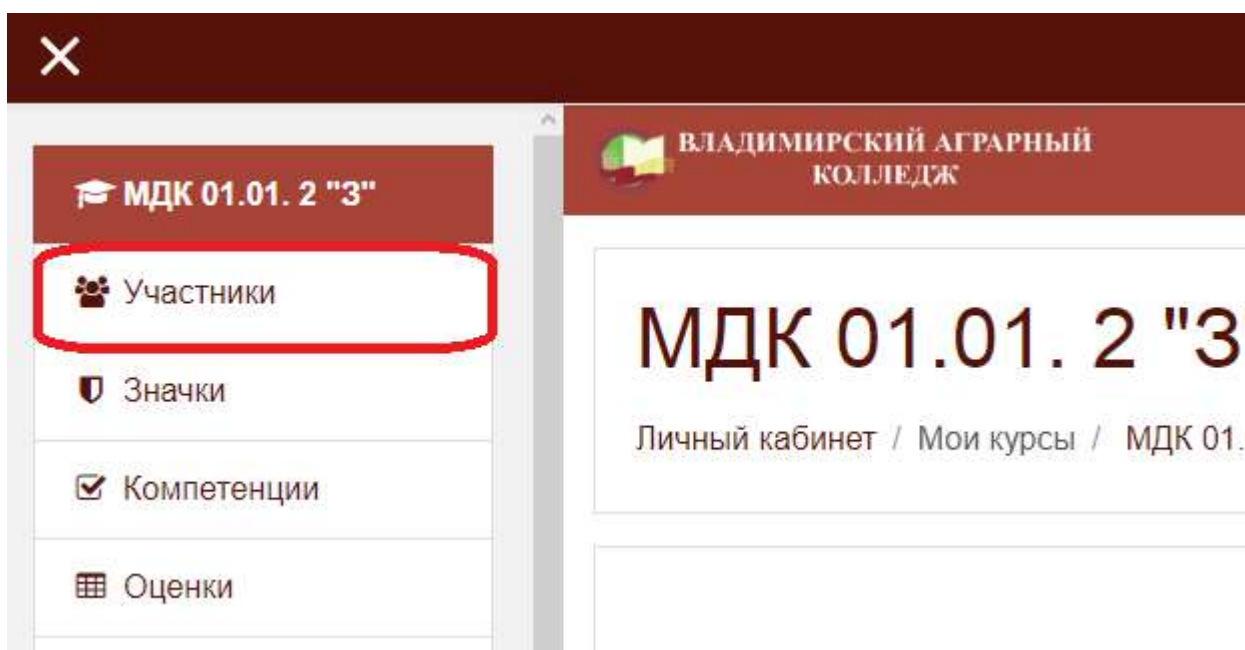 МДК 01.01. 2 "З"
Участники
Значки
Компетенции
Оценки
ВЛАДИМИРСКИЙ АГРАРНЫЙ
КОЛЛЕДЖ
МДК 01.01. 2 "З
Личный кабинет / Мои курсы / МДК 01.